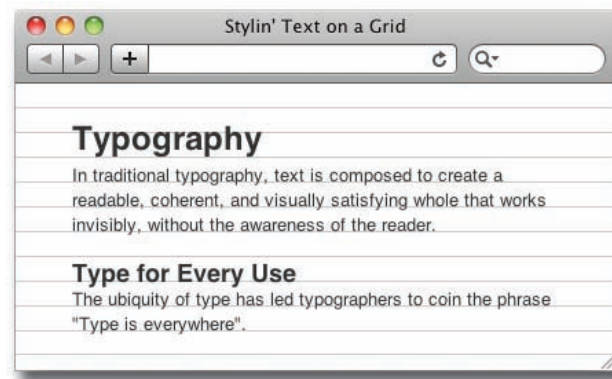 Stylin' Text on a Grid
Typography
In traditional typography, text is composed to create a
readable, coherent, and visually satisfying whole that works
invisibly, without the awareness of the reader.
Type for Every Use
The ubiquity of type has led typographers to coin the phrase
"Type is everywhere".